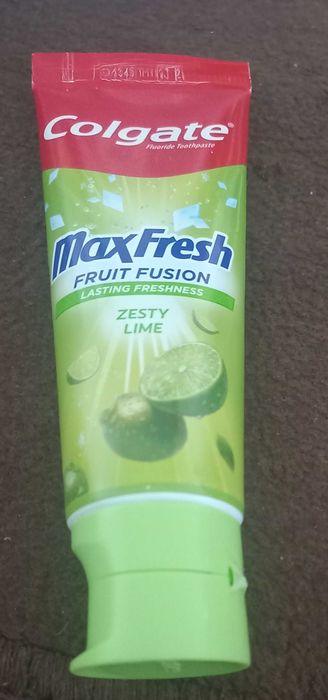 Colgate®
Fluoride Toothpaste
MaxFresh
FRUIT FUSION
LASTING FRESHNESS
ZESTY
LIME